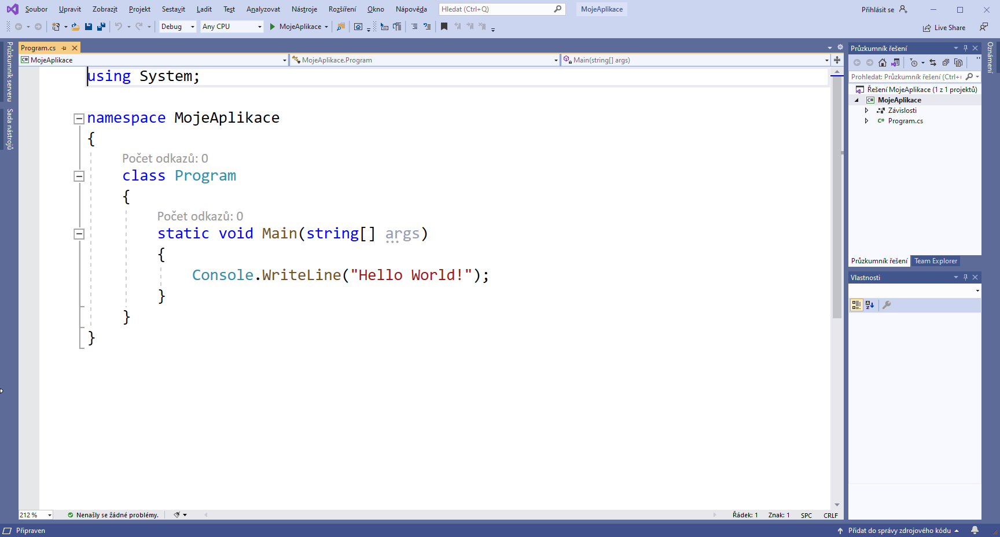 Soubor Upravit Zobrazit Projekt Sestavit Ladit Test Analyzovat Nástroje Rozšíření Okno Nápověda Hledat (Ctrl+Q) MojeAplikace Přihlásit se
Debug Any CPU MojeAplikace Live Share
Průzkumník serveru
Sada nástrojů
Program.cs
MojeAplikace MojeAplikace.Program Main(string[] args)
using System;
namespace MojeAplikace
{
Počet odkazů: 0
class Program
{
Počet odkazů: 0
static void Main(string[] args)
{
Console.WriteLine("Hello World!");
}
}
}
212 % Nenašly se žádné problémy. Řádek: 1 Znak: 1 SPC CRLF
Průzkumník řešení
Prohledat: Průzkumník řešení (Ctrl+
Řešení MojeAplikace (1 z 1 projektů)
C# MojeAplikace
Závislosti
C# Program.cs
Průzkumník řešení Team Explorer
Vlastnosti
Oznámení
Připraven Přidat do správy zdrojového kódu